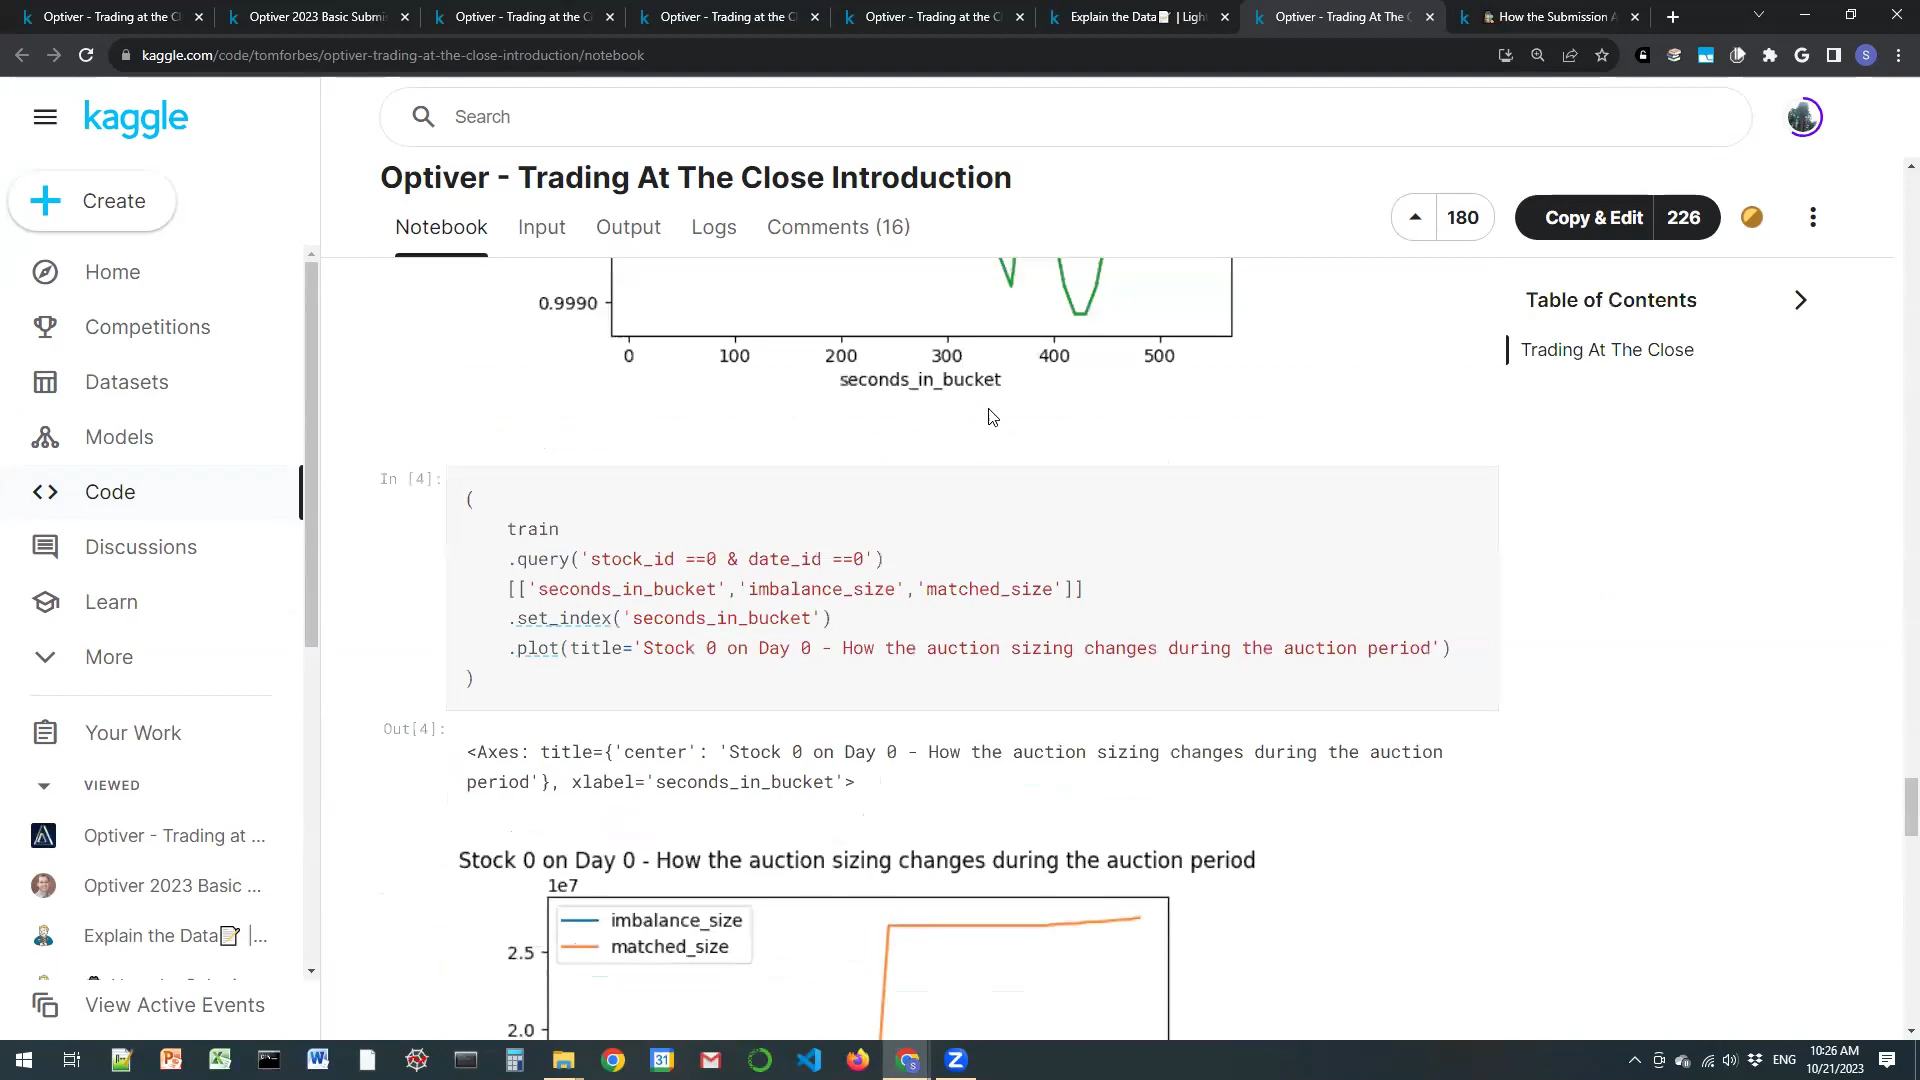 Optiver - Trading at the Cl
Optiver 2023 Basic Submi
Optiver - Trading at the Cl
Optiver - Trading at the Cl
Optiver - Trading at the Cl
Explain the Data📝 | Ligh
Optiver - Trading At The C
How the Submission A
kaggle.com/code/tomforbes/optiver-trading-at-the-close-introduction/notebook
S
kaggle
Search
Create
Optiver - Trading At The Close Introduction
180
Copy & Edit 226
Notebook
Input
Output
Logs
Comments (16)
Home
Competitions
Datasets
Models
Code
Discussions
Learn
More
Your Work
VIEWED
Optiver - Trading at ...
Optiver 2023 Basic ...
Explain the Data📝 |...
View Active Events
Table of Contents
Trading At The Close
0.9990
0 100 200 300 400 500
seconds_in_bucket
In [4]:
(
train
.query('stock_id ==0 & date_id ==0')
[['seconds_in_bucket','imbalance_size','matched_size']]
.set_index('seconds_in_bucket')
.plot(title='Stock 0 on Day 0 - How the auction sizing changes during the auction period')
)
Out[4]:
<Axes: title={'center': 'Stock 0 on Day 0 - How the auction sizing changes during the auction
period'}, xlabel='seconds_in_bucket'>
Stock 0 on Day 0 - How the auction sizing changes during the auction period
1e7
imbalance_size
matched_size
2.5
2.0
31
ENG
10:26 AM
10/21/2023